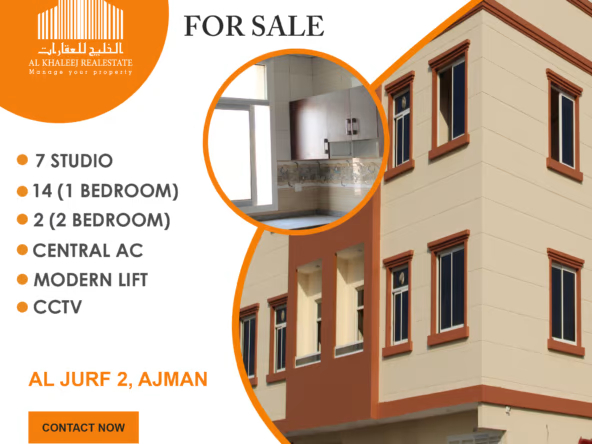 الخليج للعقارات
AL KHALEEJ REALESTATE
Manage your property
FOR SALE
7 STUDIO
14 (1 BEDROOM)
2 (2 BEDROOM)
CENTRAL AC
MODERN LIFT
CCTV
AL JURF 2, AJMAN
CONTACT NOW